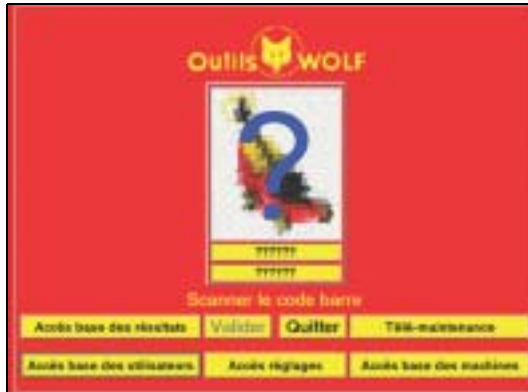 Outils WOLF
??????
??????
Scanner le code barre
Accès base des résultats Valider Quitter Télé-maintenance
Accès base des utilisateurs Accès réglages Accès base des machines